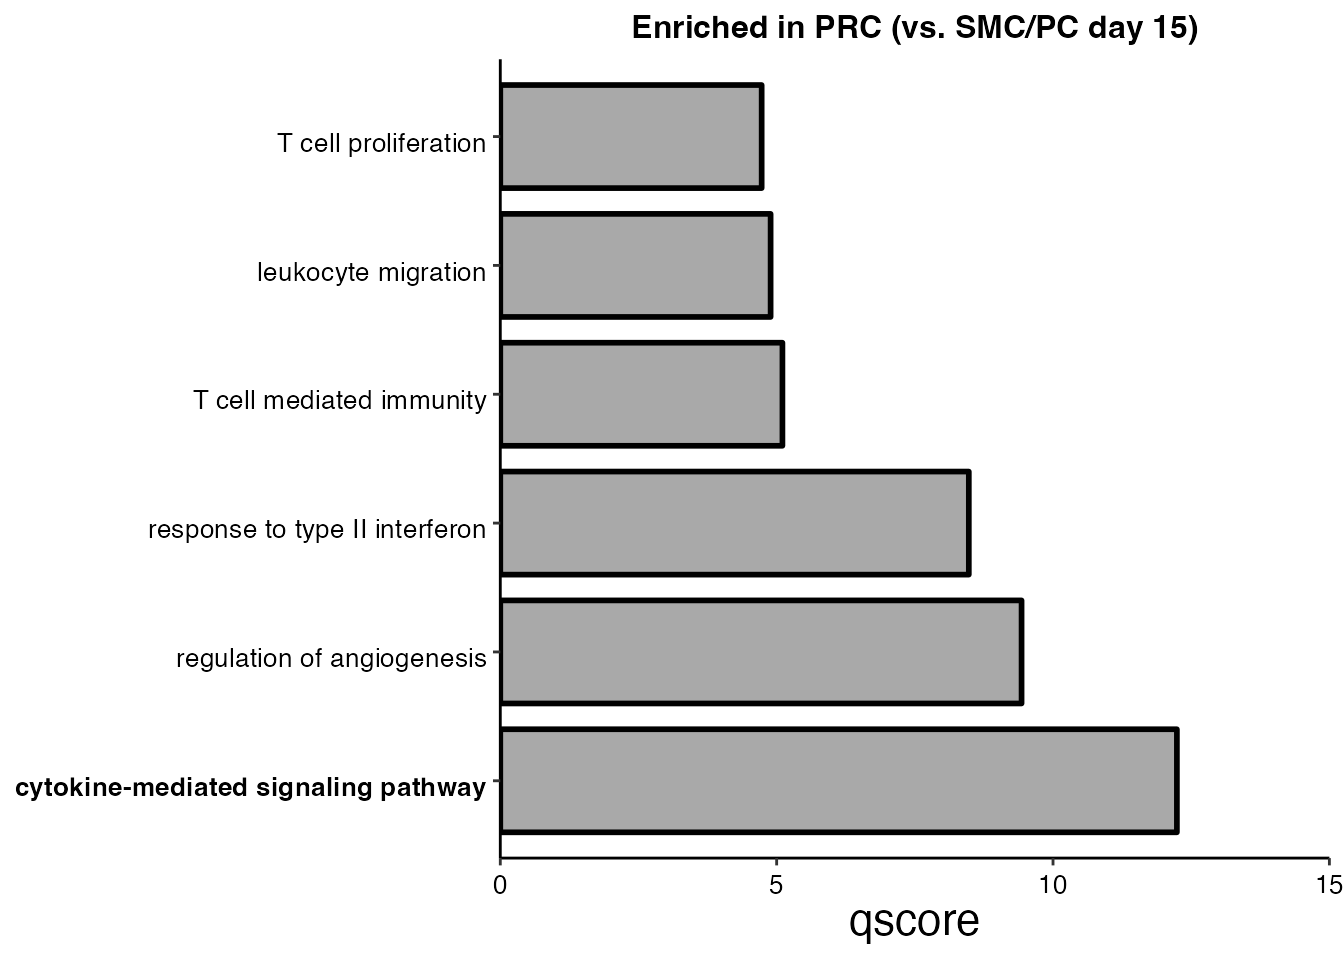 Enriched in PRC (vs. SMC/PC day 15)
T cell proliferation
leukocyte migration
T cell mediated immunity
response to type II interferon
regulation of angiogenesis
cytokine-mediated signaling pathway
0 5 10 15
qscore